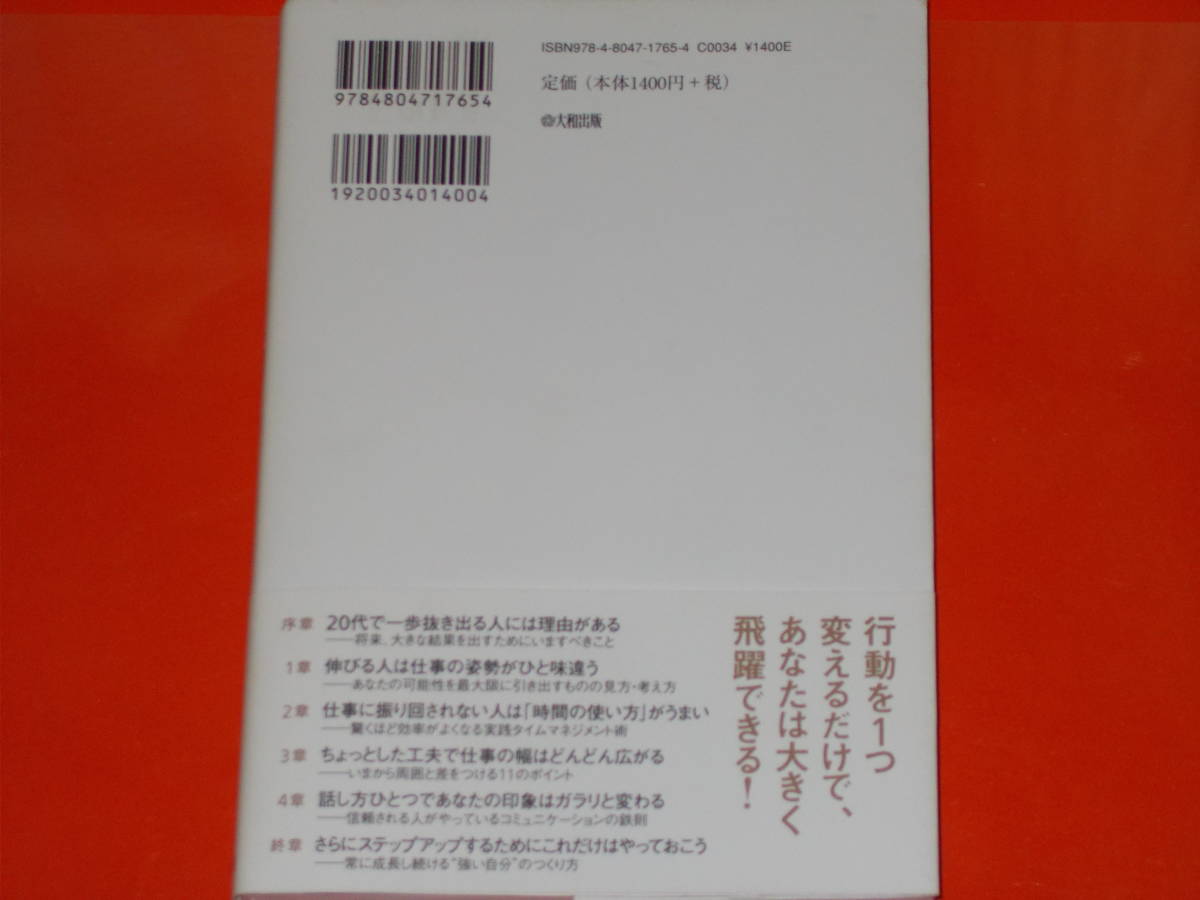 ISBN978-4-8047-1765-4 C0034 ¥1400E
定価（本体1400円+税）
大和出版
9784804717654
1920034014004
行動を1つ
変えるだけで、
あなたは大きく
飛躍できる！
序章 20代で一歩抜き出る人には理由がある
——将来、大きな結果を出すためにいますべきこと
1章 伸びる人は仕事の姿勢がひと味違う
——あなたの可能性を最大限に引き出すものの見方・考え方
2章 仕事に振り回されない人は「時間の使い方」がうまい
——驚くほど効率がよくなる実践タイムマネジメント術
3章 ちょっとした工夫で仕事の幅はどんどん広がる
——いまから周囲と差をつける11のポイント
4章 話し方ひとつであなたの印象はガラリと変わる
——信頼される人がやっているコミュニケーションの鉄則
終章 さらにステップアップするためにこれだけはやっておこう
——常に成長し続ける“強い自分”のつくり方